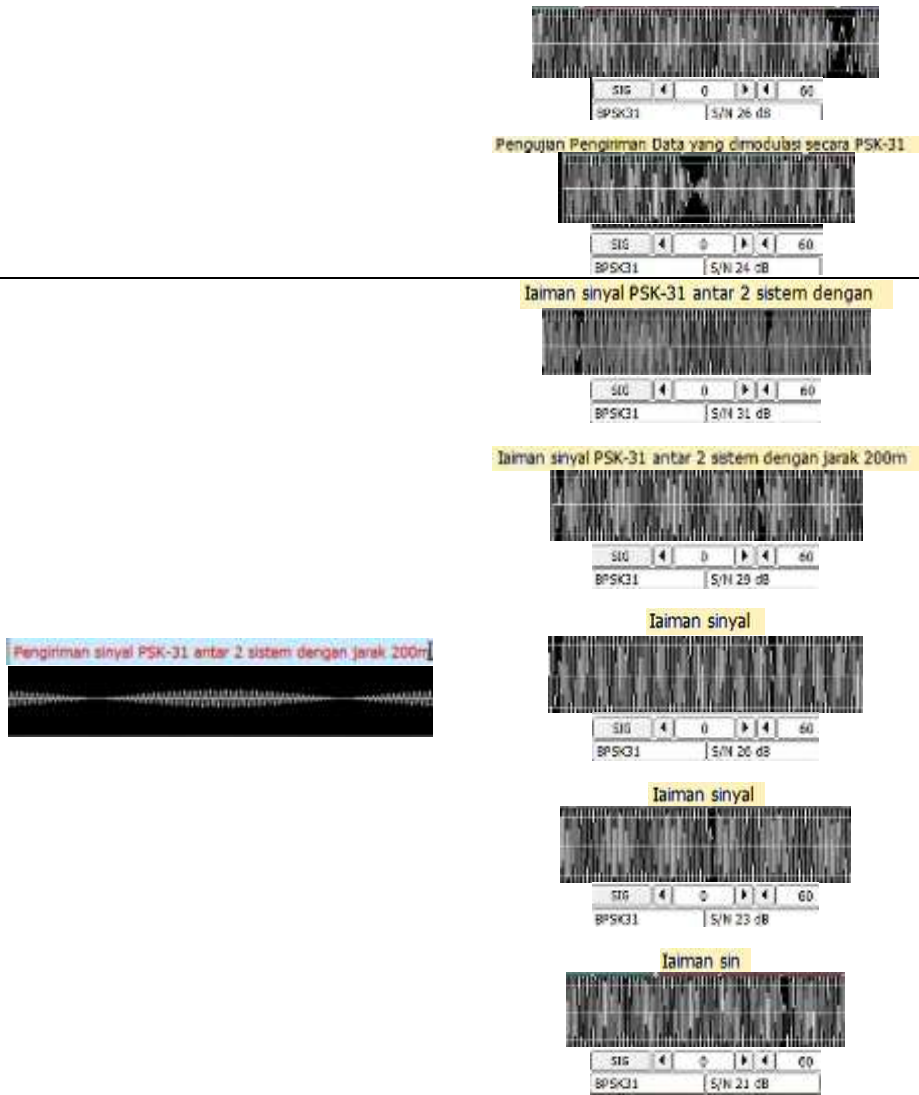 SIG 0 60
BPSK31 S/N 26 dB
Pengujian Pengiriman Data yang dimodulasi secara PSK-31
SIG 0 60
BPSK31 S/N 24 dB
Iaiman sinyal PSK-31 antar 2 sistem dengan
SIG 0 60
BPSK31 S/N 31 dB
Iaiman sinyal PSK-31 antar 2 sistem dengan jarak 200m
SIG 0 60
BPSK31 S/N 29 dB
Pengiriman sinyal PSK-31 antar 2 sistem dengan jarak 200m
Iaiman sinyal
SIG 0 60
BPSK31 S/N 26 dB
Iaiman sinyal
SIG 0 60
BPSK31 S/N 23 dB
Iaiman sin
SIG 0 60
BPSK31 S/N 21 dB